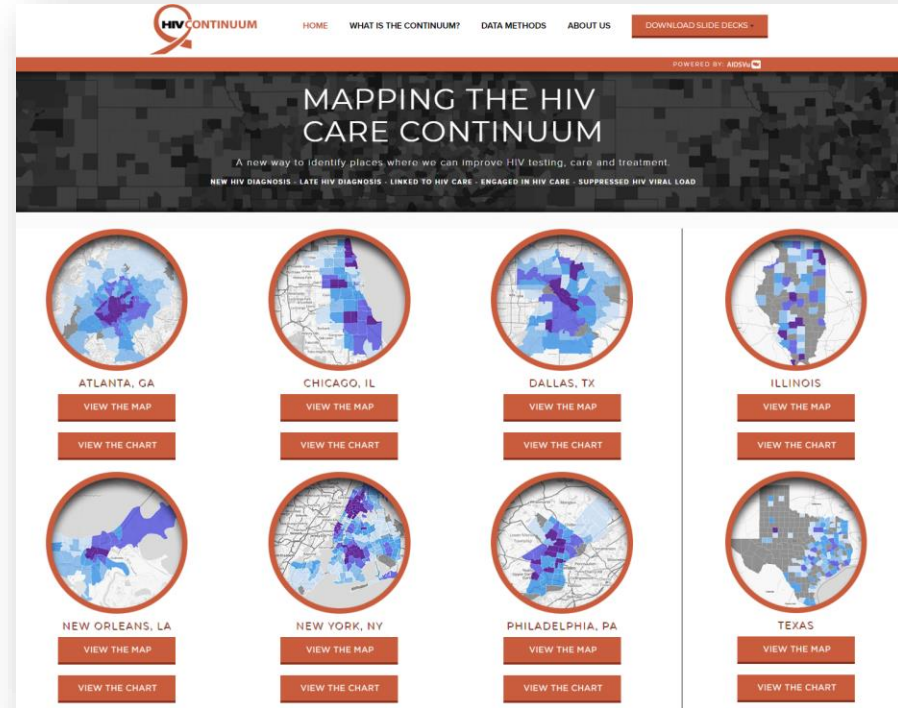 HIV CONTINUUM
HOME WHAT IS THE CONTINUUM? DATA METHODS ABOUT US DOWNLOAD SLIDE DECKS
POWERED BY: AIDSVu
MAPPING THE HIV
CARE CONTINUUM
A new way to identify places where we can improve HIV testing, care and treatment.
NEW HIV DIAGNOSIS - LATE HIV DIAGNOSIS - LINKED TO HIV CARE - ENGAGED IN HIV CARE - SUPPRESSED HIV VIRAL LOAD
ATLANTA, GA
VIEW THE MAP
VIEW THE CHART
CHICAGO, IL
VIEW THE MAP
VIEW THE CHART
DALLAS, TX
VIEW THE MAP
VIEW THE CHART
ILLINOIS
VIEW THE MAP
VIEW THE CHART
NEW ORLEANS, LA
VIEW THE MAP
VIEW THE CHART
NEW YORK, NY
VIEW THE MAP
VIEW THE CHART
PHILADELPHIA, PA
VIEW THE MAP
VIEW THE CHART
TEXAS
VIEW THE MAP
VIEW THE CHART